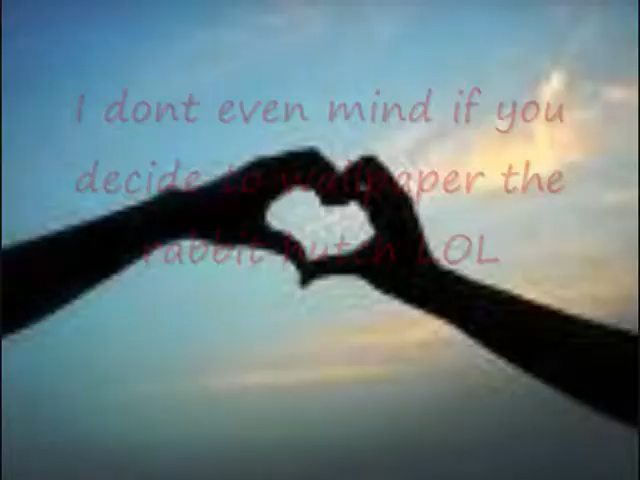 I dont even mind if you
decide to wallpaper the
rabbit hutch LOL